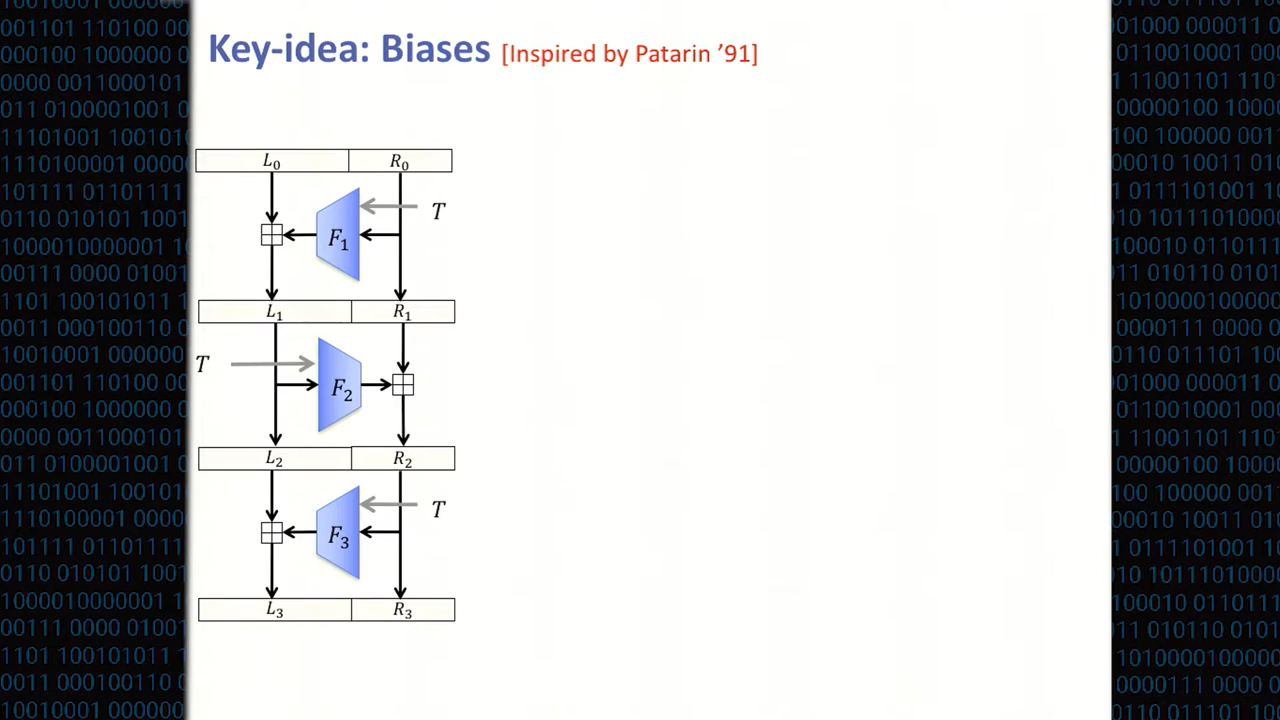 Key-idea: Biases [Inspired by Patarin ’91]
L₀ R₀
T
F₁
L₁ R₁
T
F₂
L₂ R₂
T
F₃
L₃ R₃